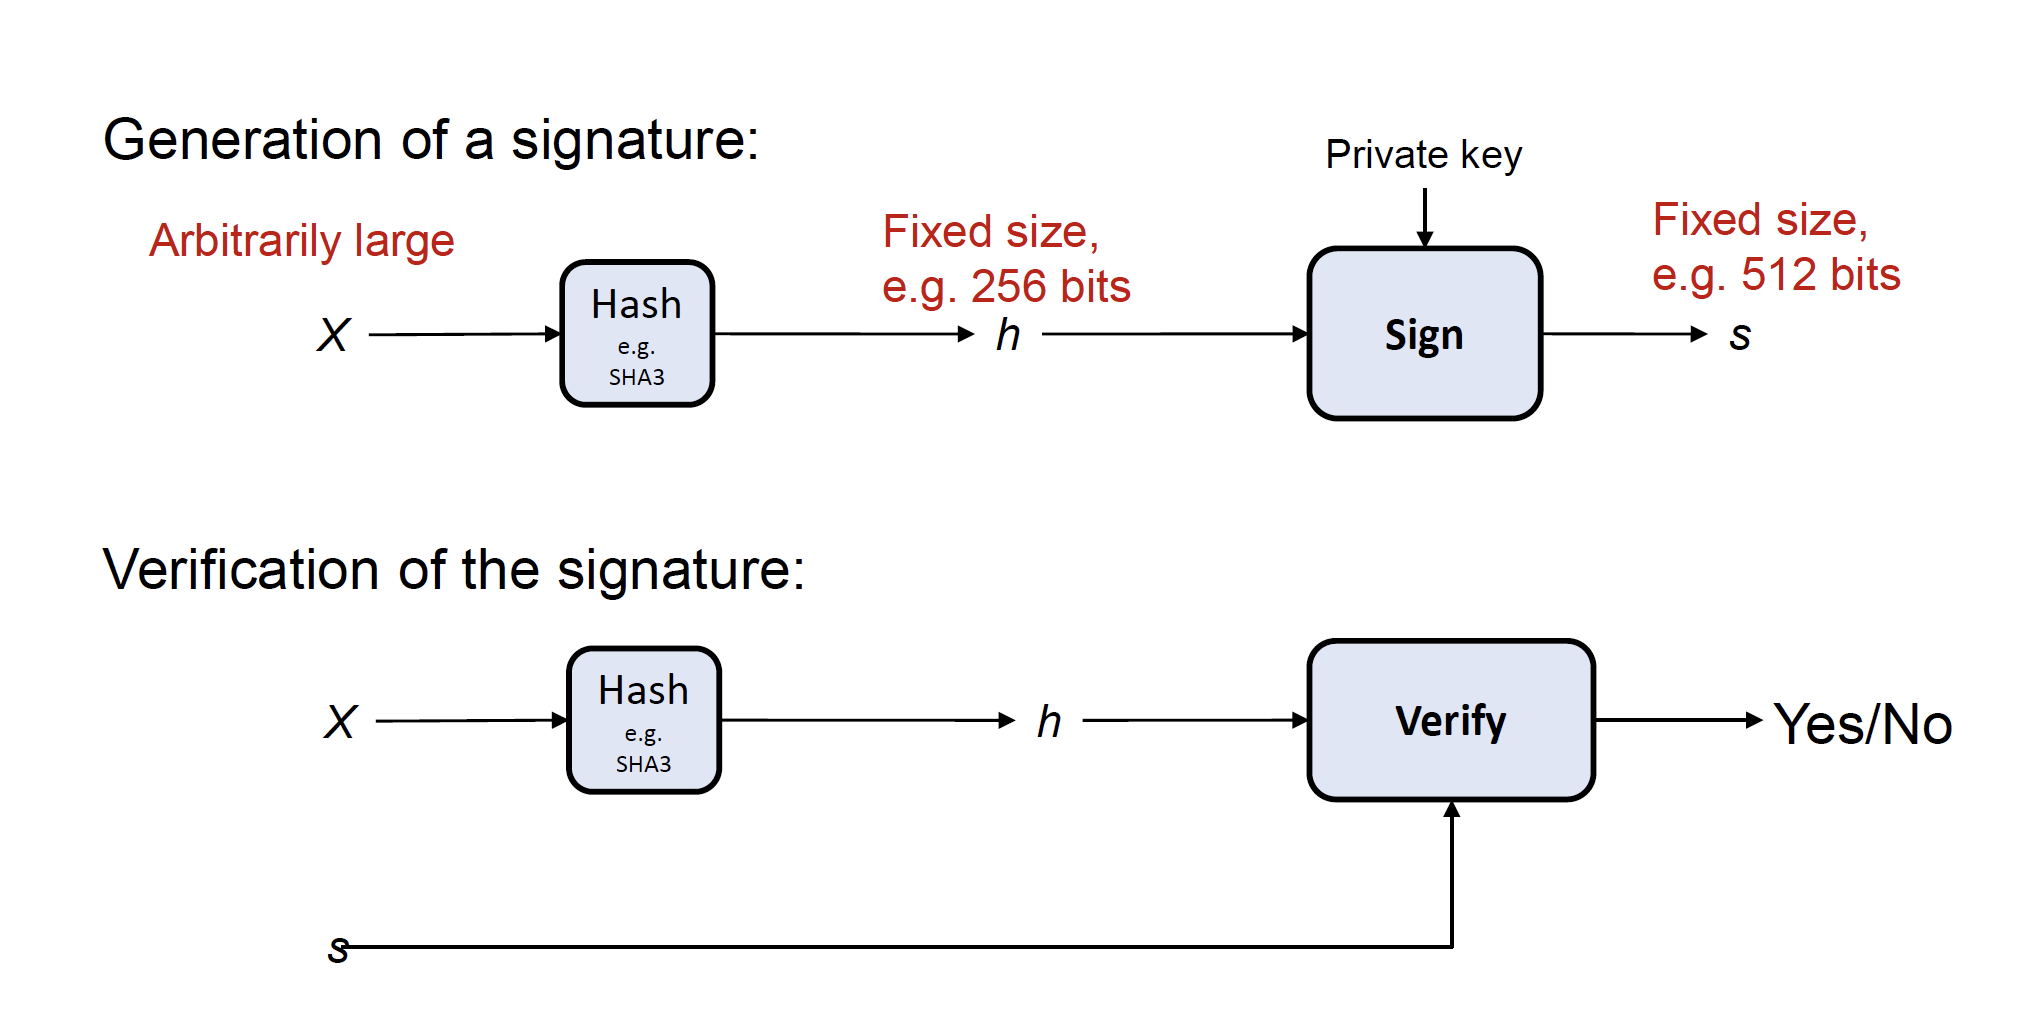 Generation of a signature:
Private key
Arbitrarily large
Fixed size,
e.g. 256 bits
Fixed size,
e.g. 512 bits
X
Hash
e.g.
SHA3
h
Sign
s
Verification of the signature:
X
Hash
e.g.
SHA3
h
Verify
Yes/No
s